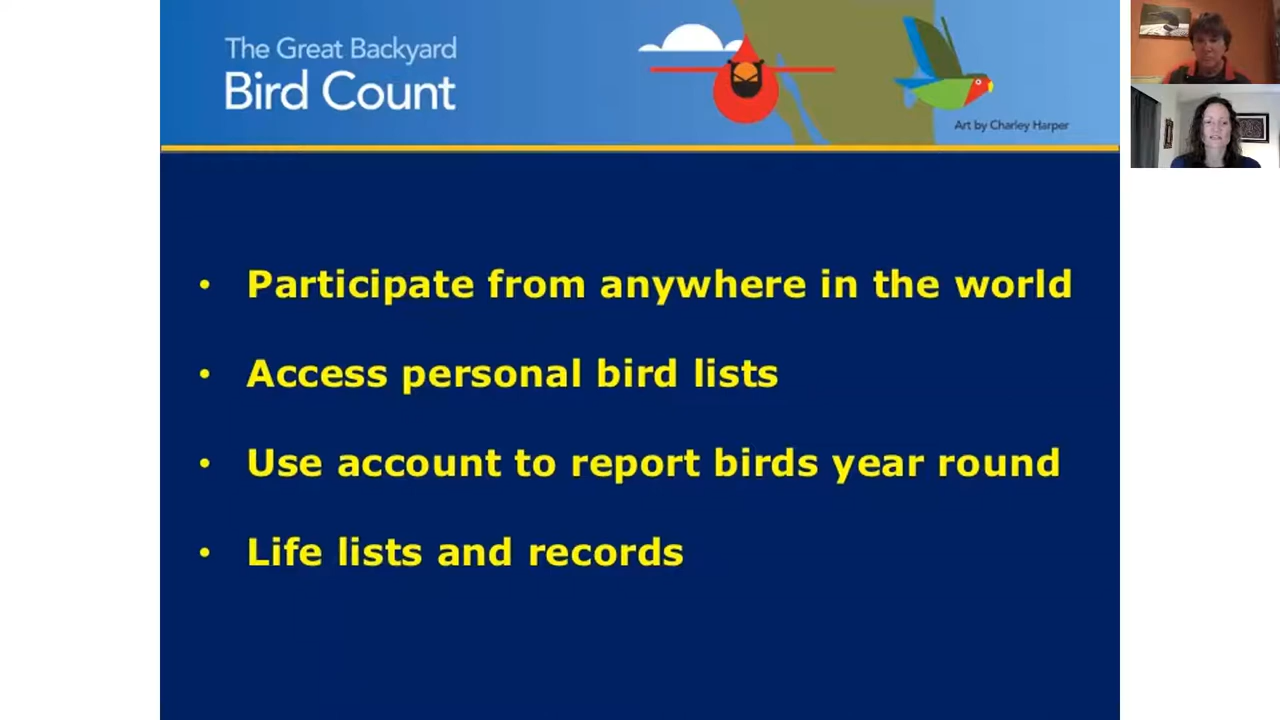 The Great Backyard
Bird Count
Art by Charley Harper
• Participate from anywhere in the world
• Access personal bird lists
• Use account to report birds year round
• Life lists and records